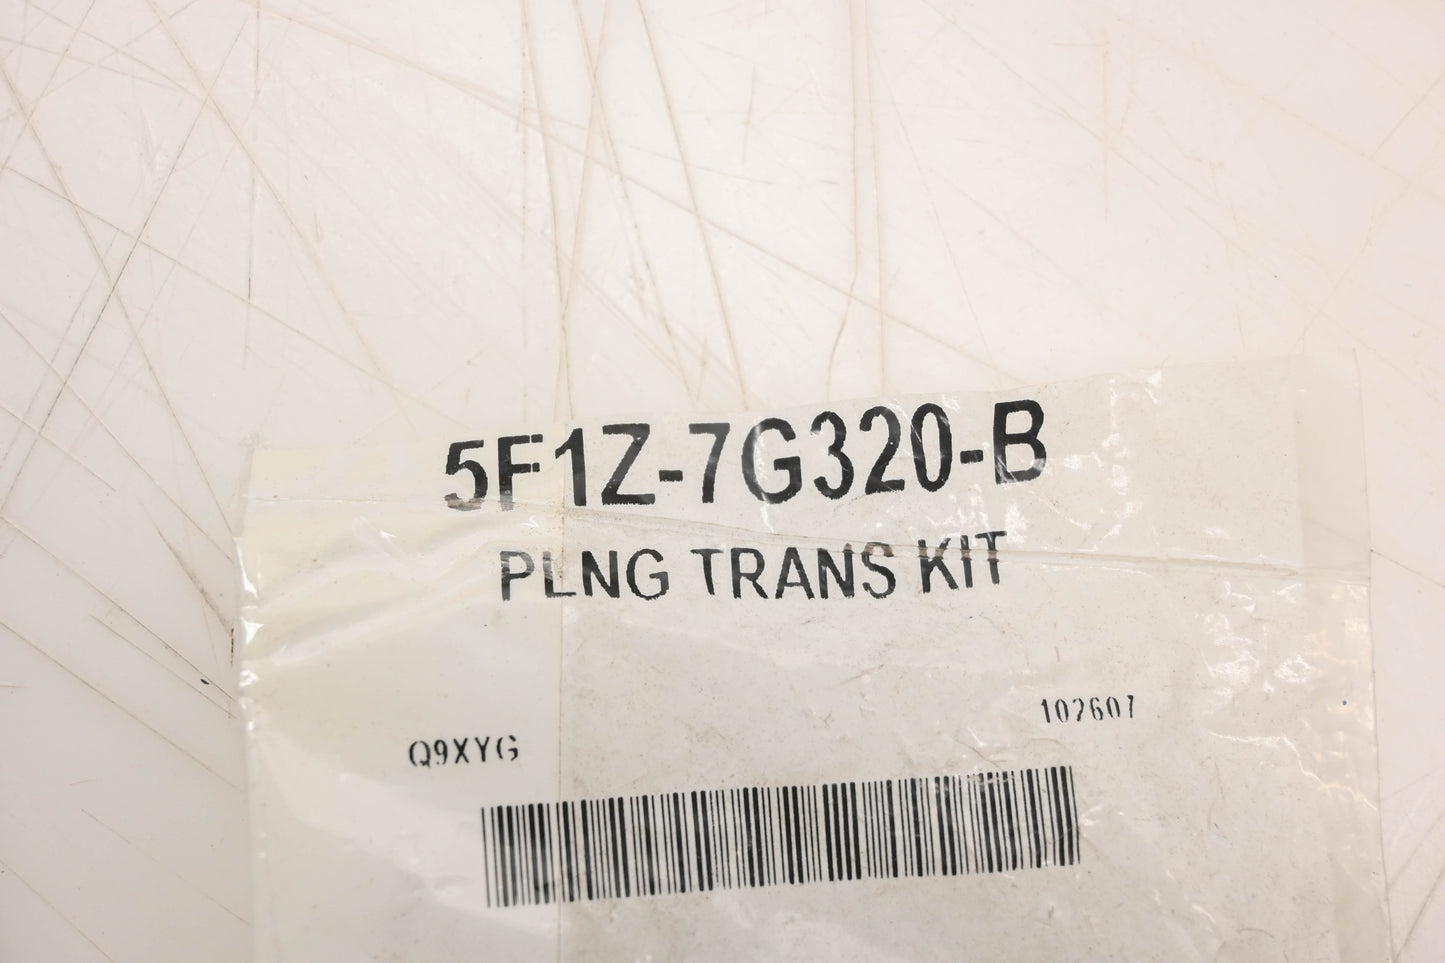 5F1Z-7G320-B
PLNG TRANS KIT
102607
Q9XYG